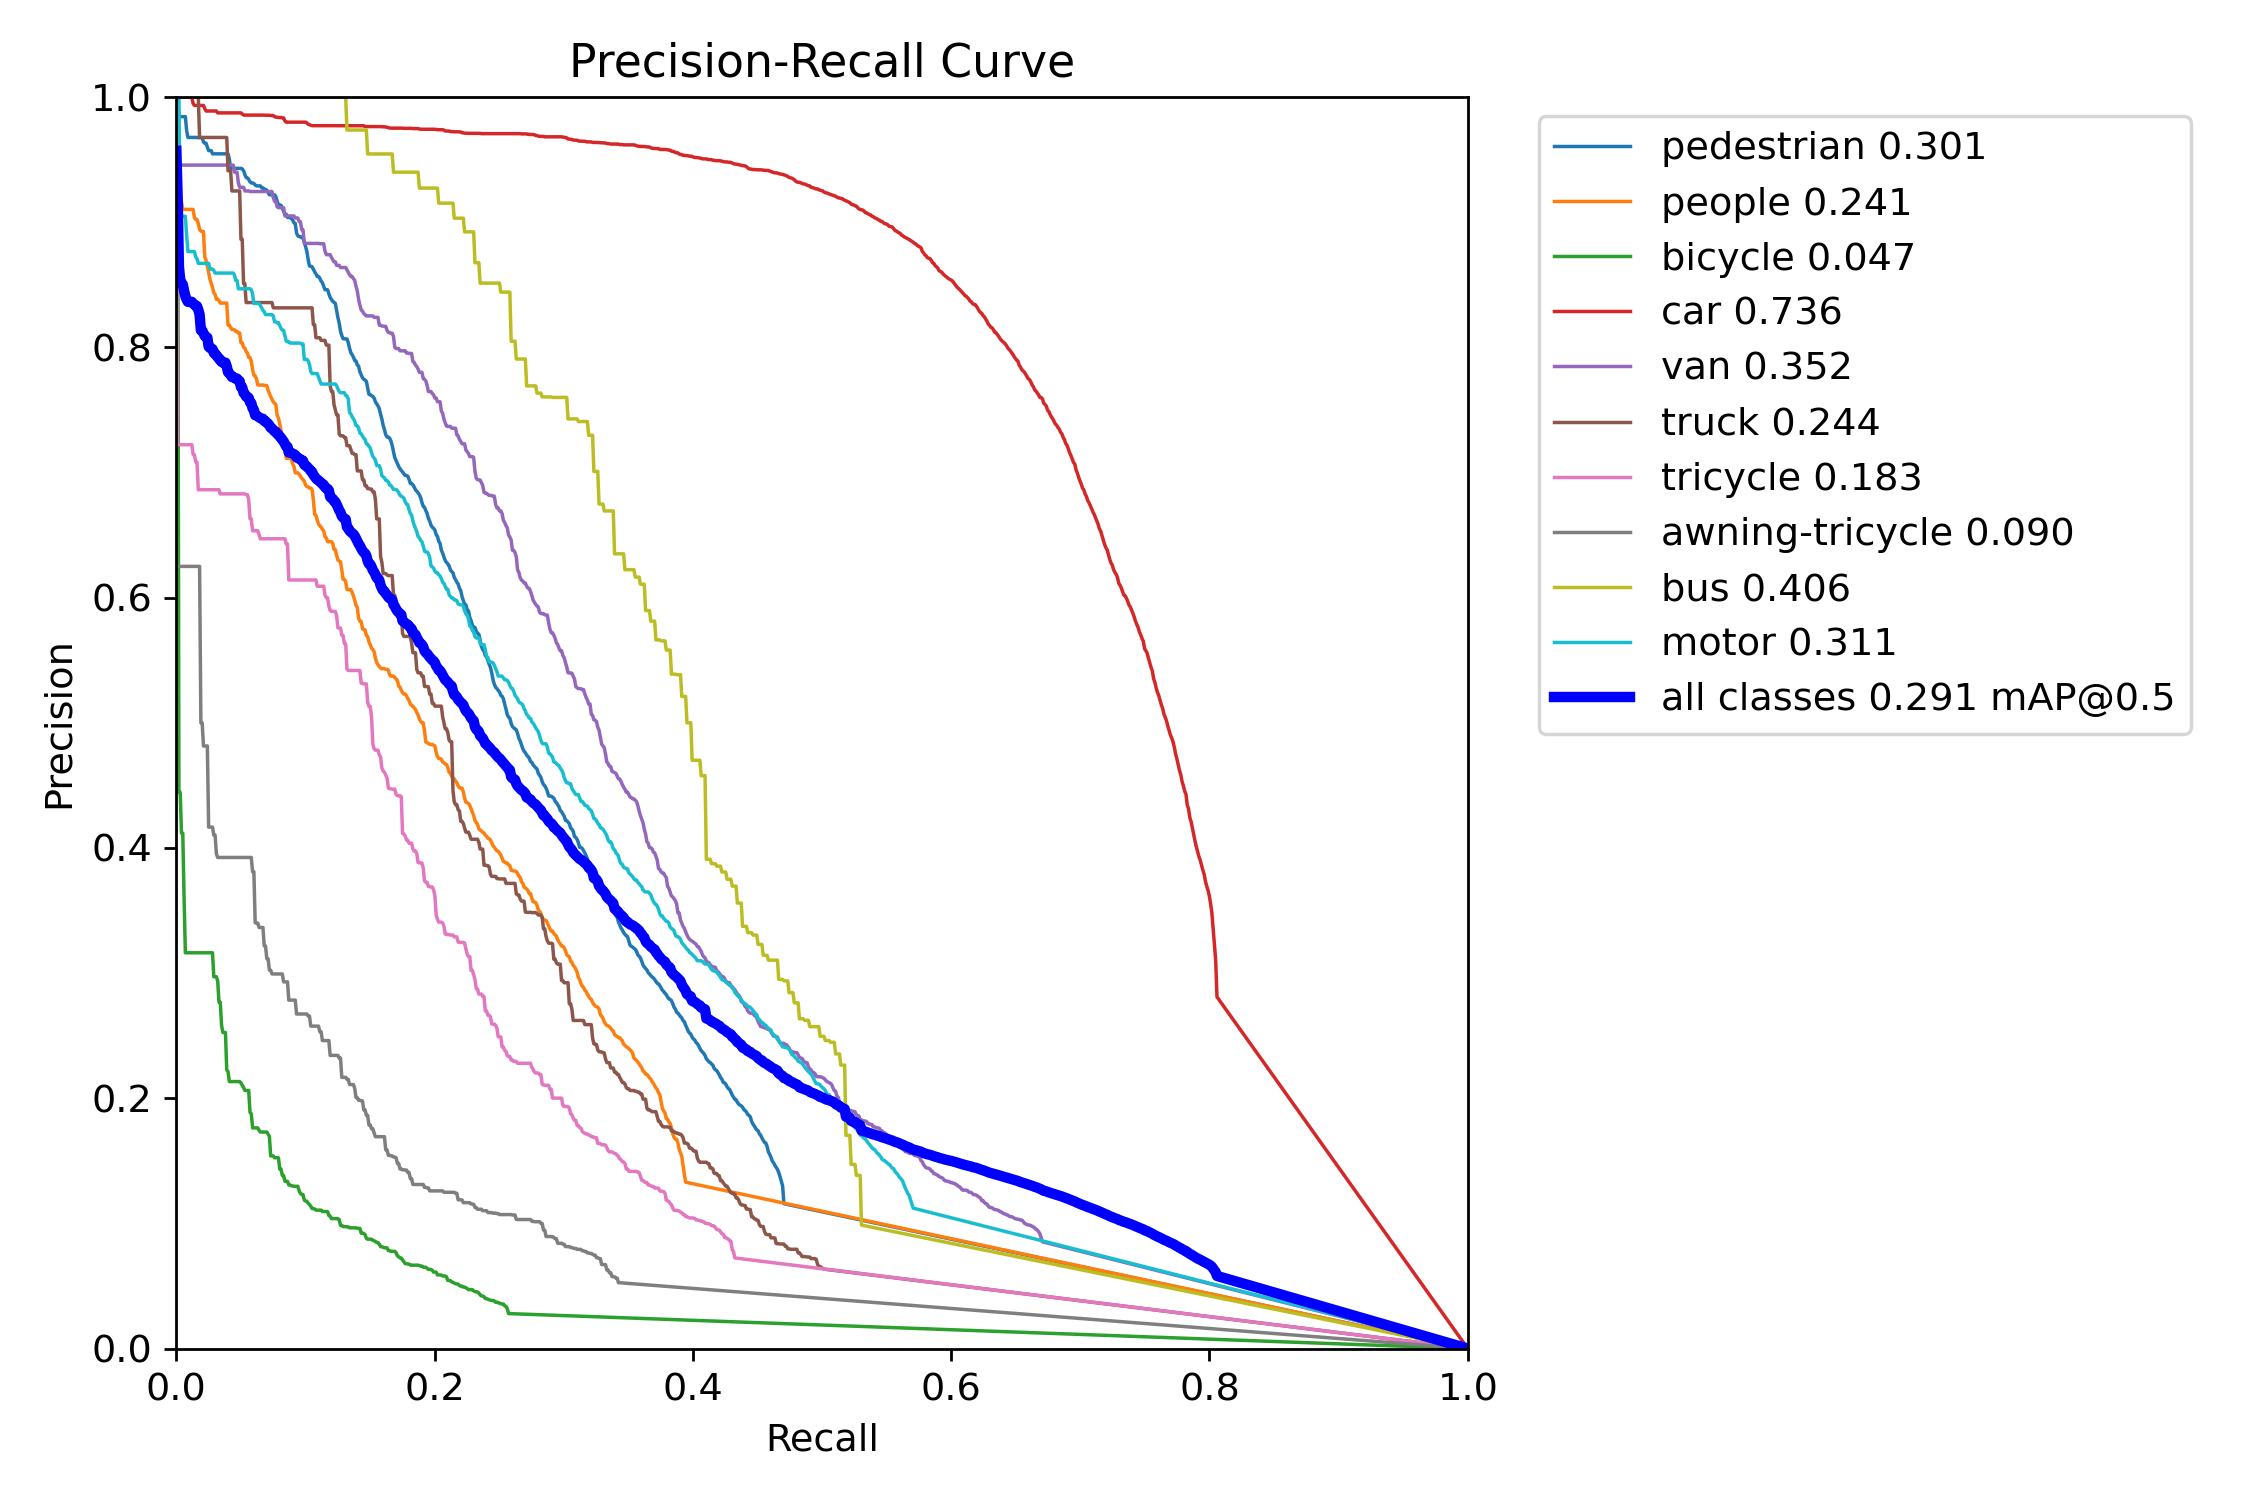 Precision-Recall Curve
1.0
0.8
0.6
0.4
0.2
0.0
Precision
0.0 0.2 0.4 0.6 0.8 1.0
Recall
pedestrian 0.301
people 0.241
bicycle 0.047
car 0.736
van 0.352
truck 0.244
tricycle 0.183
awning-tricycle 0.090
bus 0.406
motor 0.311
all classes 0.291 mAP@0.5